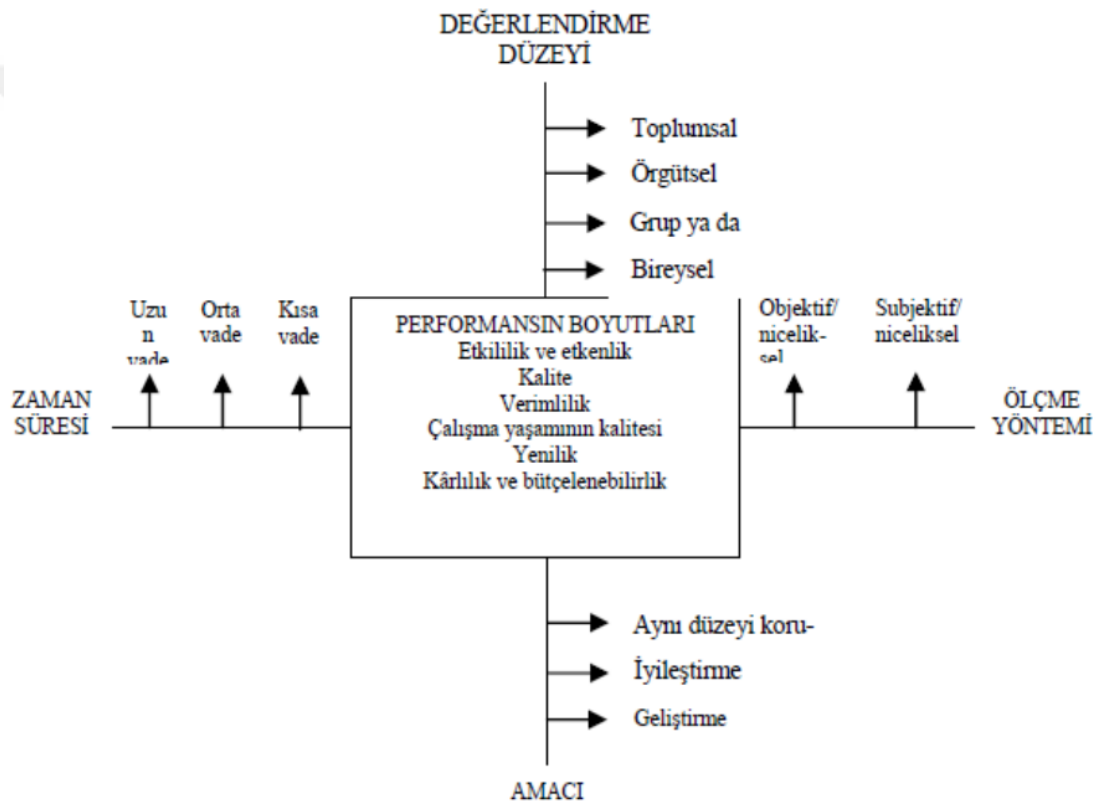 DEĞERLENDİRME
DÜZEYİ
Toplumsal
Örgütsel
Grup ya da
Bireysel
Uzu
n
vade
Orta
vade
Kısa
vade
ZAMAN
SÜRESİ
PERFORMANSIN BOYUTLARI
Etkililik ve etkenlik
Kalite
Verimlilik
Çalışma yaşamının kalitesi
Yenilik
Kârlılık ve bütçelenebilirlik
Objektif/
nicelik-
sel
Subjektif/
niceliksel
ÖLÇME
YÖNTEMİ
Aynı düzeyi koru-
İyileştirme
Geliştirme
AMACI